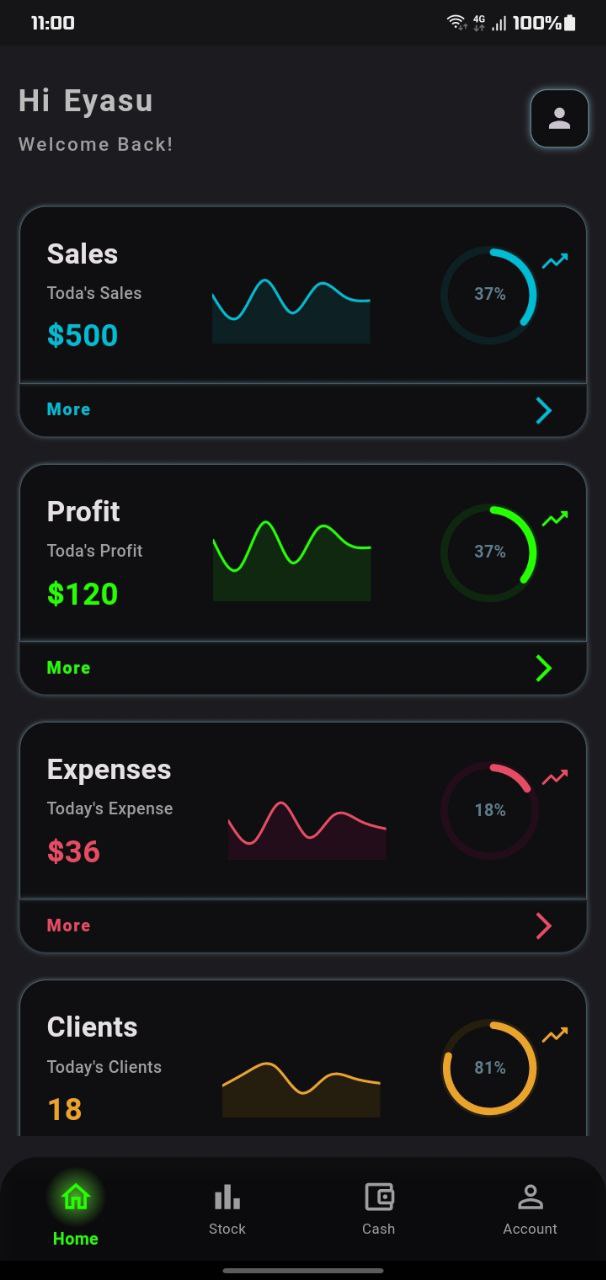 11:00
4G
100%
Hi Eyasu
Welcome Back!
Sales
Toda's Sales
$500
37%
More
Profit
Toda's Profit
$120
37%
More
Expenses
Today's Expense
$36
18%
More
Clients
Today's Clients
18
81%
Home
Stock
Cash
Account